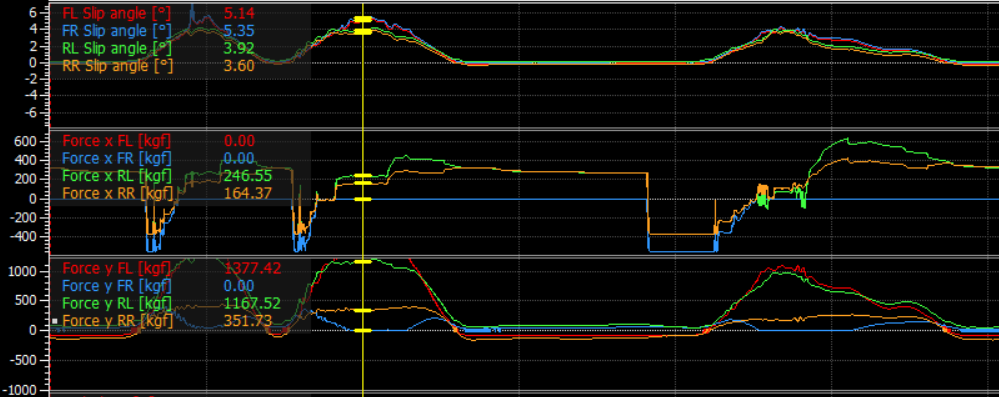 6 FL Slip angle [°] 5.14
4 FR Slip angle [°] 5.35
2 RL Slip angle [°] 3.92
0 RR Slip angle [°] 3.60
-2
-4
-6
600 Force x FL [kgf] 0.00
400 Force x FR [kgf] 0.00
200 Force x RL [kgf] 246.55
0 Force x RR [kgf] 164.37
-200
-400
1000 Force y FL [kgf] 1377.42
500 Force y FR [kgf] 0.00
Force y RL [kgf] 1167.52
0 Force y RR [kgf]
-500
-1000